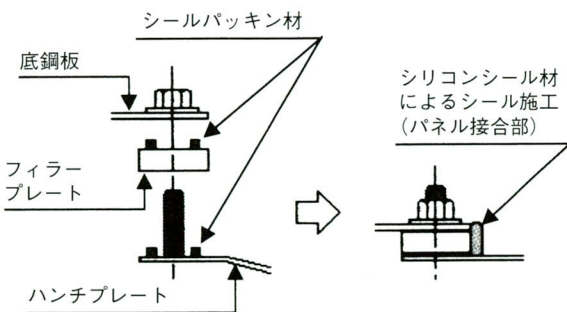 シールパッキン材
底鋼板
シリコンシール材
によるシール施工
(パネル接合部)
フィラー
プレート
ハンチプレート